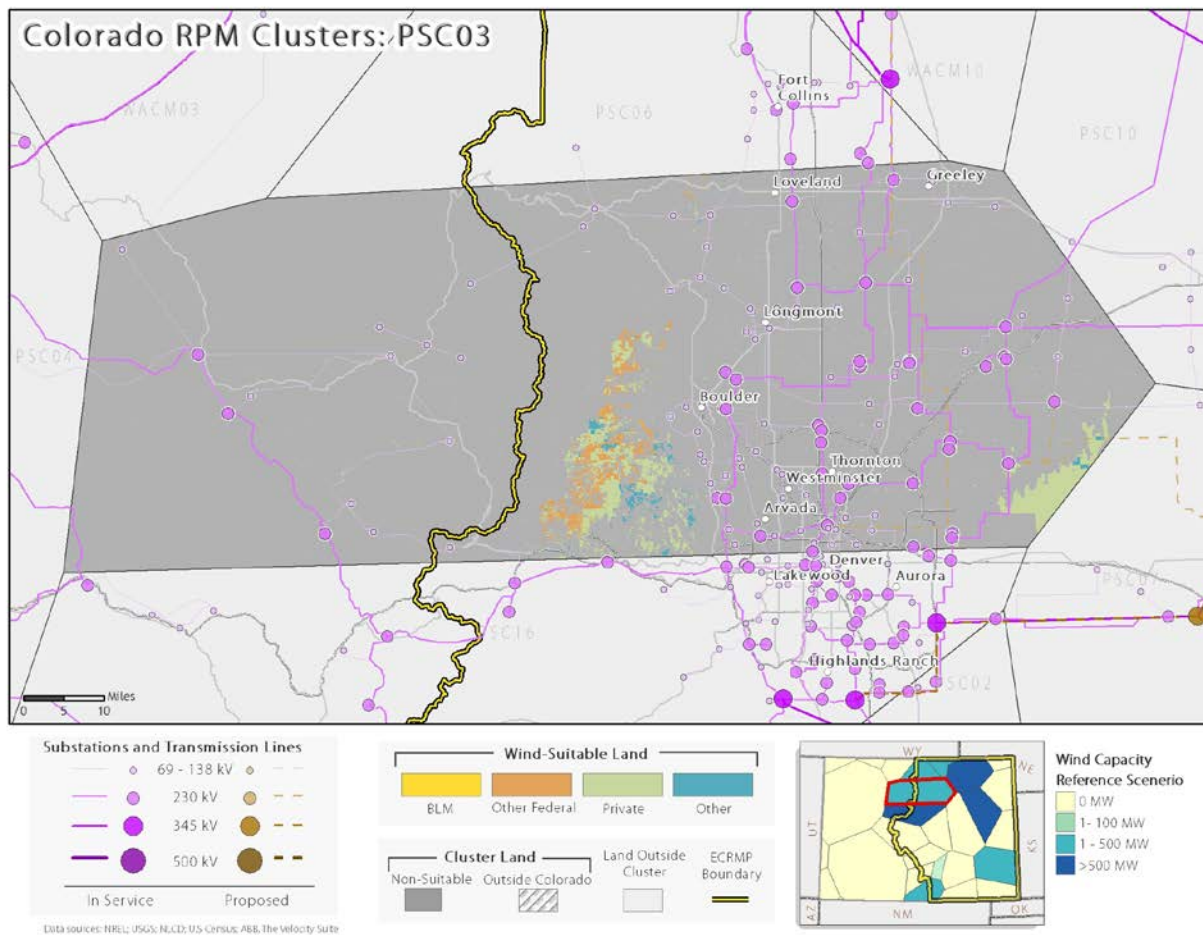 Colorado RPM Clusters: PSC03
WACM03
PSC06
WACM10
PSC10
Fort
Collins
Loveland
Greeley
Longmont
PSC04
Boulder
Thornton
Westminster
Arvada
Denver
Lakewood
Aurora
PSC16
Highlands Ranch
PSC02
Miles
0 5 10
Substations and Transmission Lines
69 - 138 kV
230 kV
345 kV
500 kV
In Service
Proposed
Wind-Suitable Land
BLM
Other Federal
Private
Other
Cluster Land
Non-Suitable
Outside Colorado
Land Outside
Cluster
ECRMP
Boundary
WY
NE
UT
KS
AZ
NM
OK
Wind Capacity
Reference Scenerio
0 MW
1- 100 MW
1 - 500 MW
>500 MW
Data sources: NREL; USGS; NLCD; U.S Census; ABB, The Velocity Suite